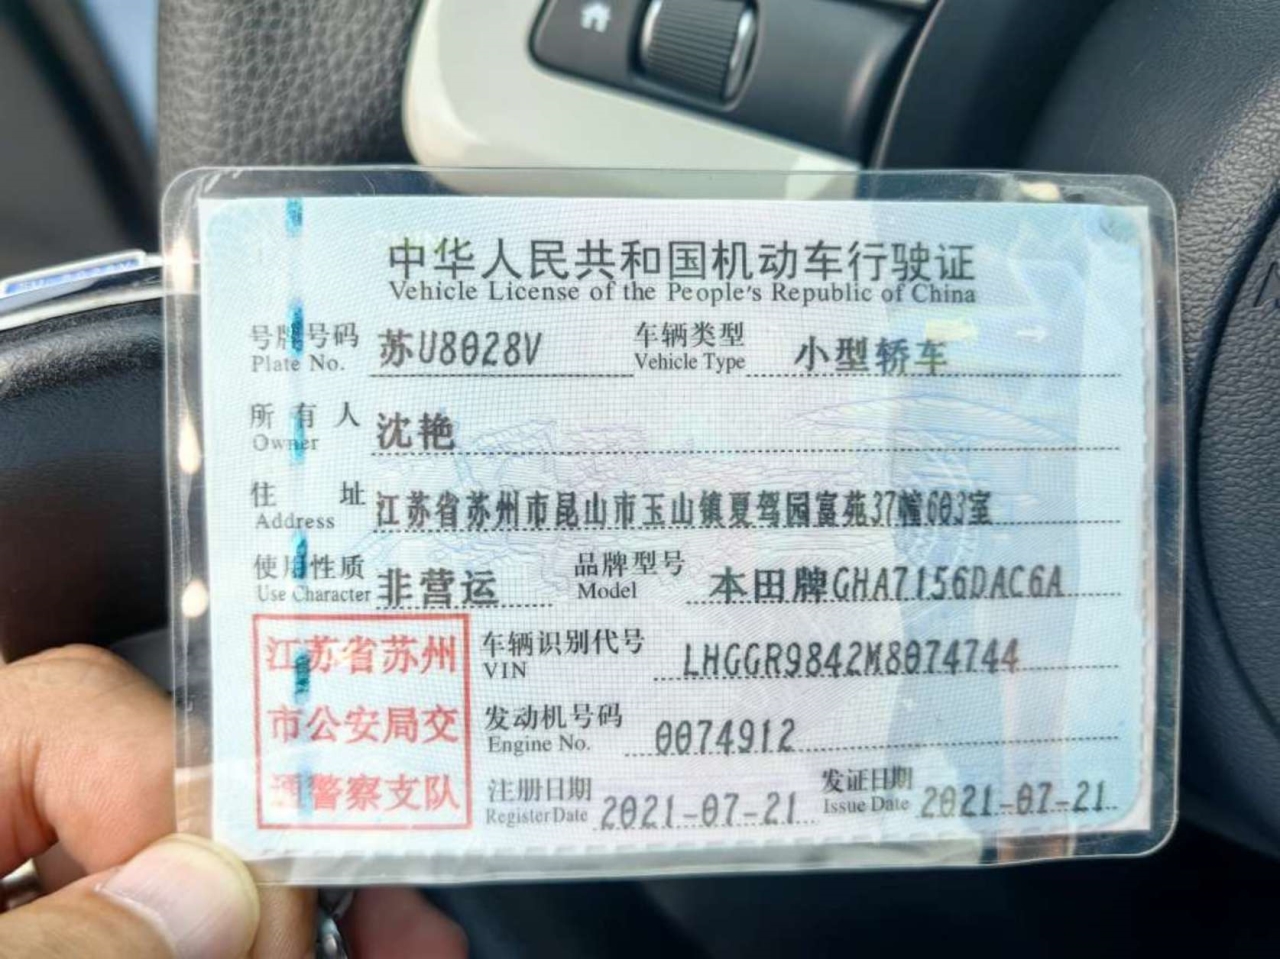 中华人民共和国机动车行驶证
Vehicle License of the People's Republic of China
号牌号码 苏U8028V 车辆类型 小型轿车
Plate No. Vehicle Type
所有人 沈艳
Owner
住址 江苏省苏州市昆山市玉山镇夏驾园富苑37幢603室
Address
使用性质 非营运 品牌型号 本田牌GHA7156DAC6A
Use Character Model
江苏省苏州
市公安局交
通警察支队
车辆识别代号 LHGGR9842M8074744
VIN
发动机号码 0074912
Engine No.
注册日期 2021-07-21 发证日期 2021-07-21
Register Date Issue Date